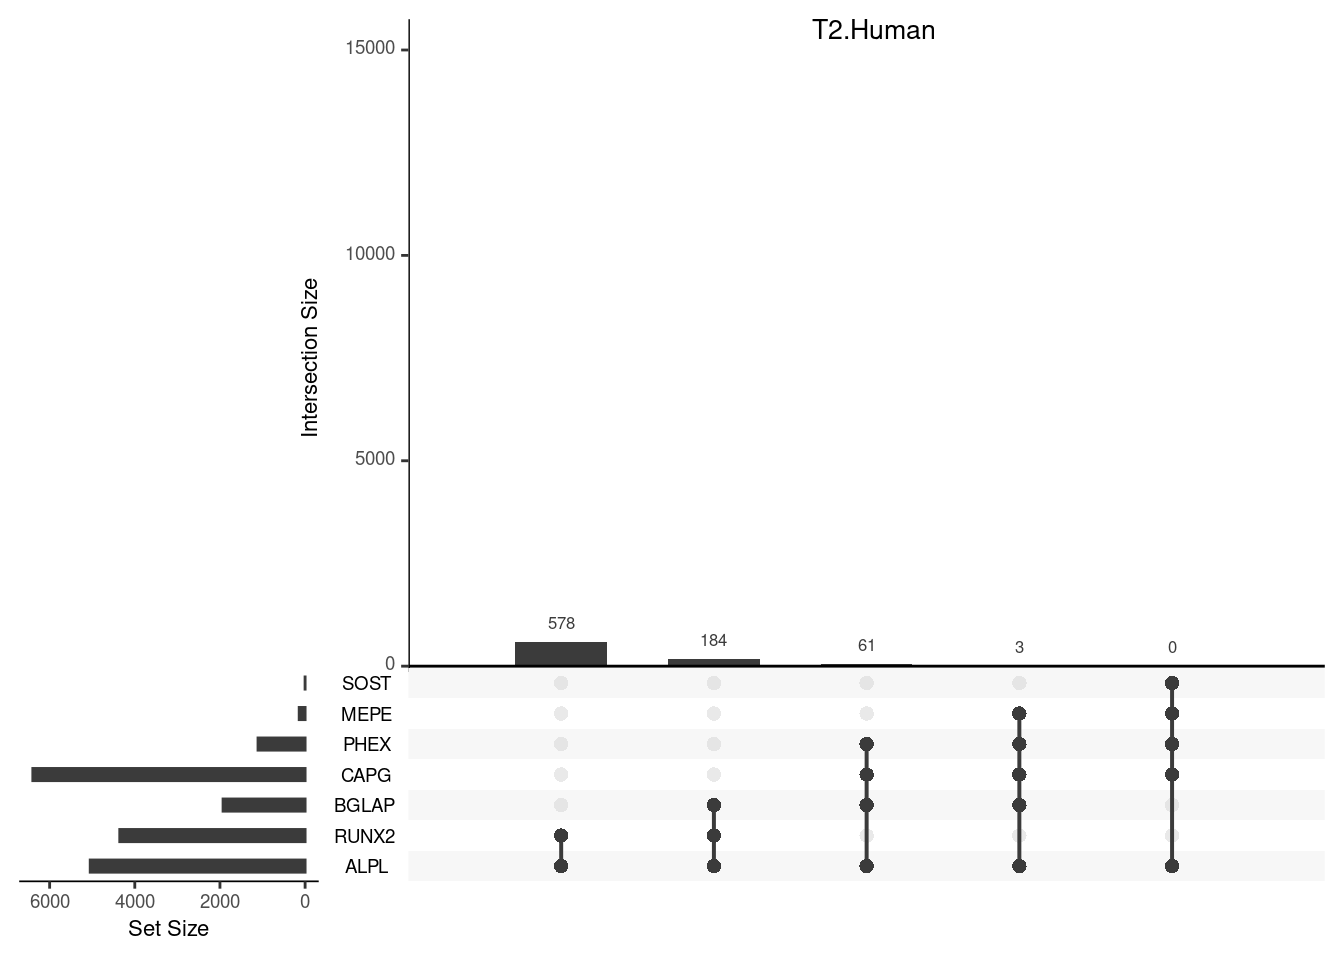 T2.Human
15000
10000
5000
0
Intersection Size
578
184
61
3
0
SOST
MEPE
PHEX
CAPG
BGLAP
RUNX2
ALPL
6000 4000 2000 0
Set Size